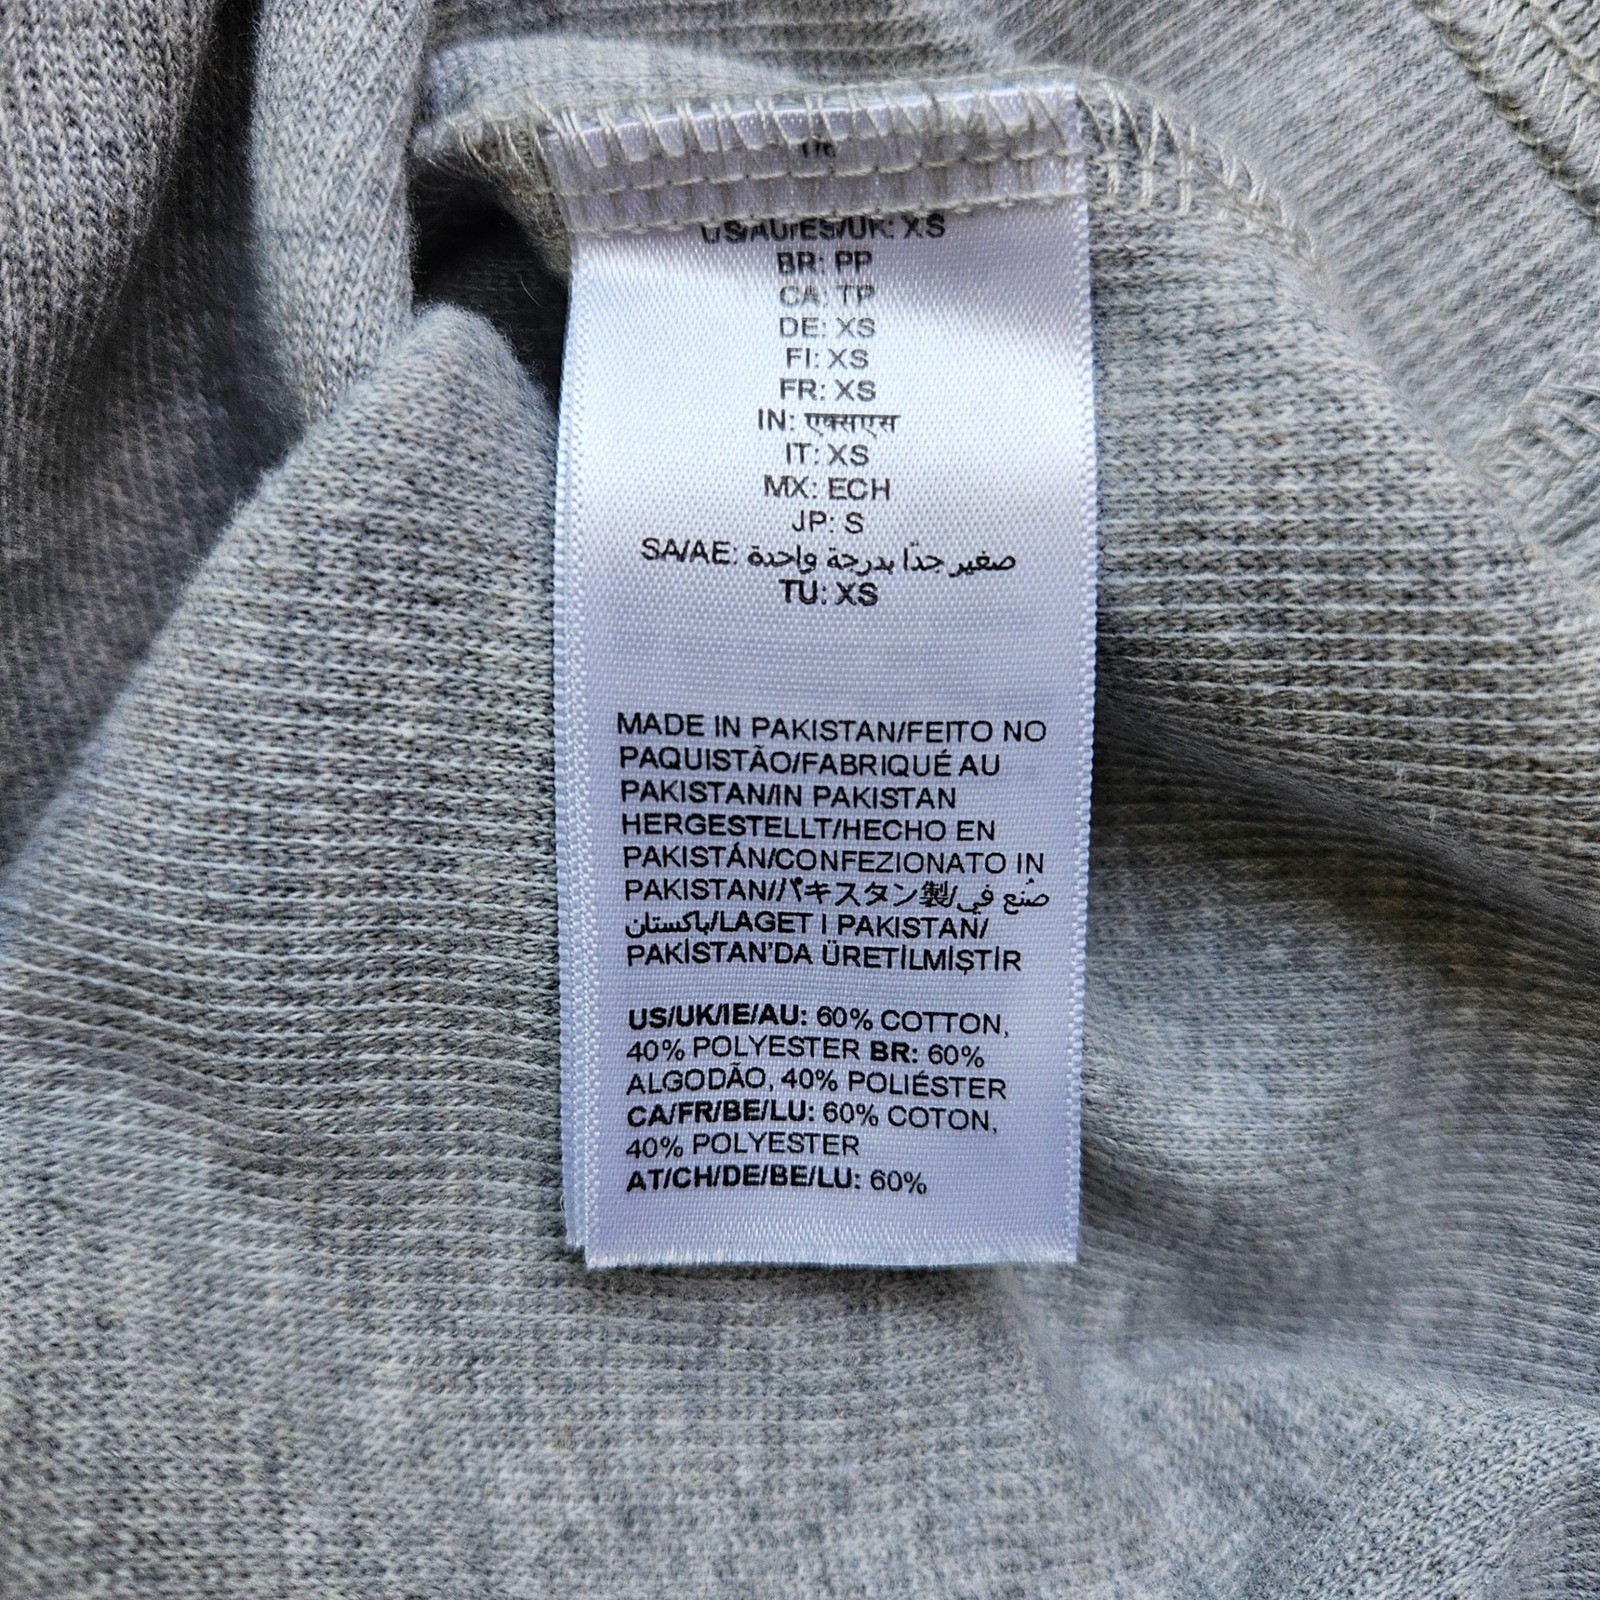 US/AU/ES/UK: XS
BR: PP
CA: TP
DE: XS
FI: XS
FR: XS
IN: एक्सएस
IT: XS
MX: ECH
JP: S
SA/AE: صغير جدًا بدرجة واحدة
TU: XS
MADE IN PAKISTAN/FEITO NO
PAQUISTÃO/FABRIQUÉ AU
PAKISTAN/IN PAKISTAN
HERGESTELLT/HECHO EN
PAKISTÁN/CONFEZIONATO IN
PAKISTAN/パキスタン製/صُنع في
باكستان/LAGET I PAKISTAN/
PAKİSTAN'DA ÜRETİLMİŞTİR
US/UK/IE/AU: 60% COTTON,
40% POLYESTER BR: 60%
ALGODÃO, 40% POLIÉSTER
CA/FR/BE/LU: 60% COTON,
40% POLYESTER
AT/CH/DE/BE/LU: 60%